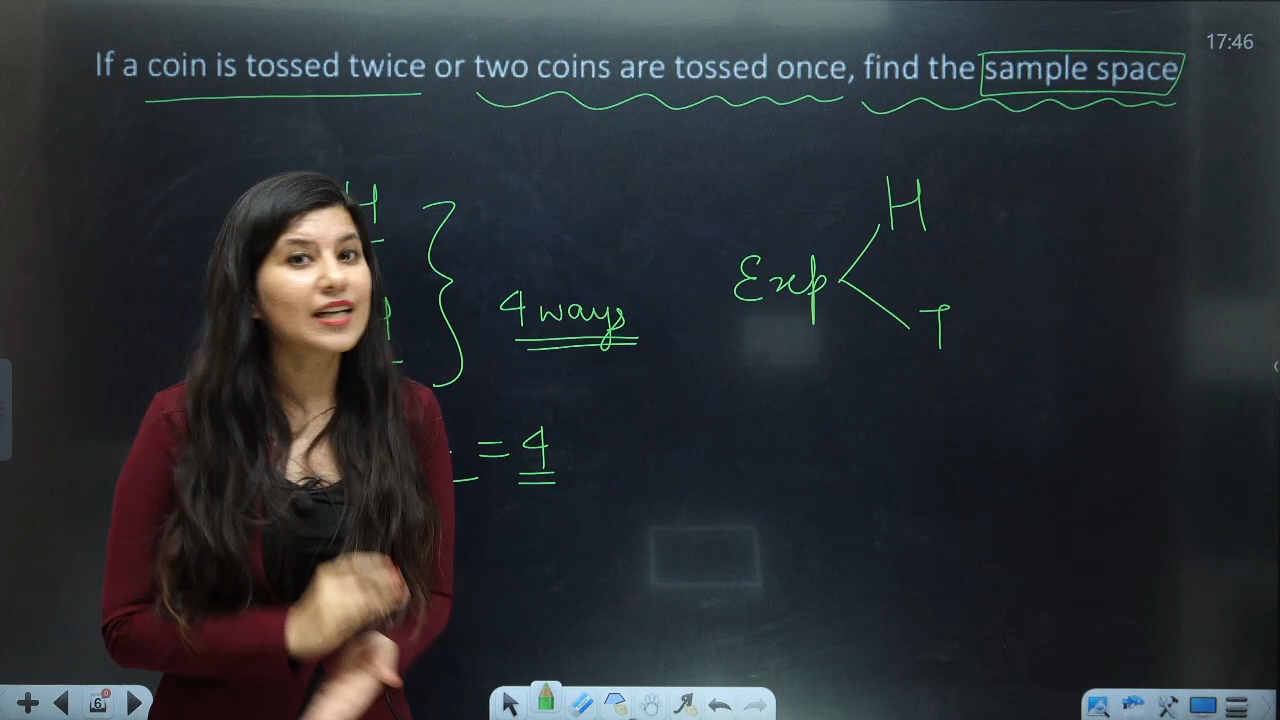 17:46
If a coin is tossed twice or two coins are tossed once, find the sample space
H
H
4 ways
Exp
T
= 4
6